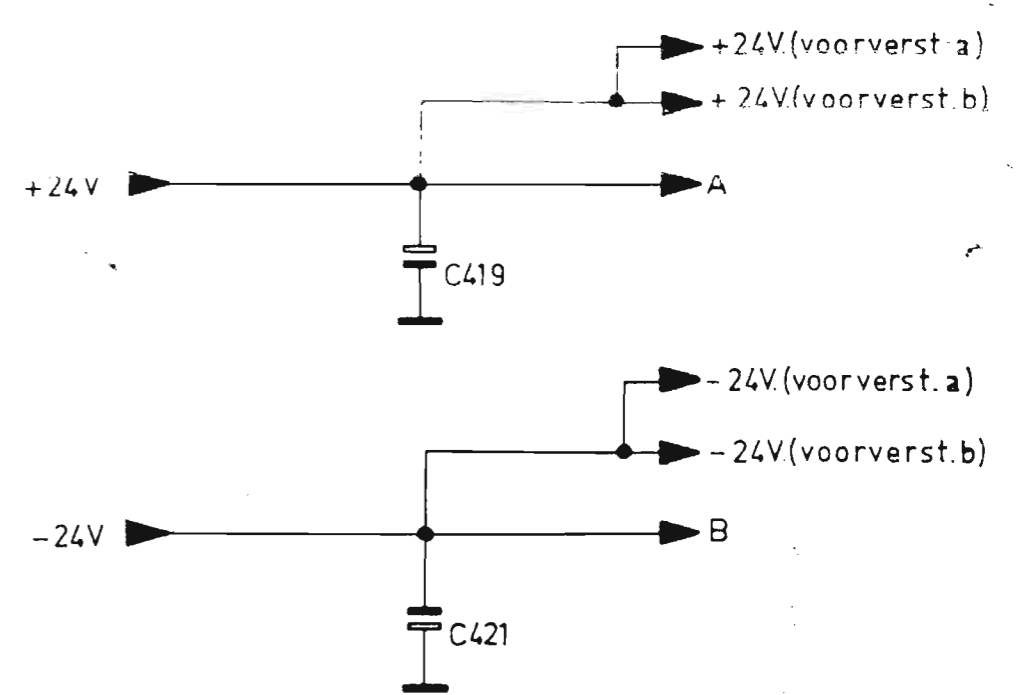 +24V.(voorverst.a)
+24V.(voorverst.b)
+24V
A
C419
-24V.(voorverst.a)
-24V.(voorverst.b)
-24V
B
C421